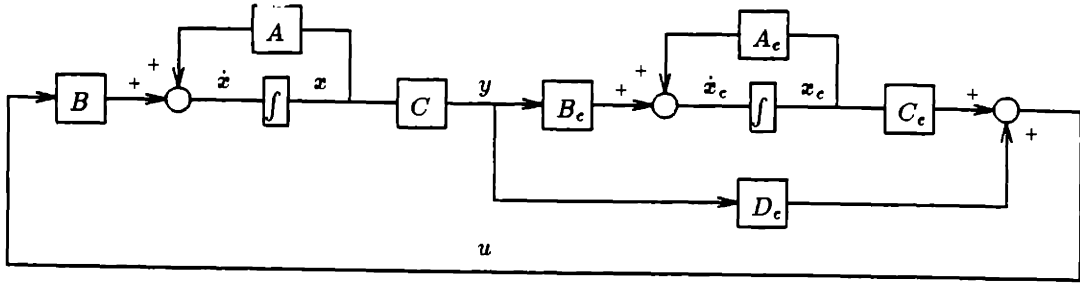 A
A_c
+
ẋ
x
+
ẋ_c
x_c
B
+
∫
C
y
B_c
+
∫
C_c
+
+
D_c
u